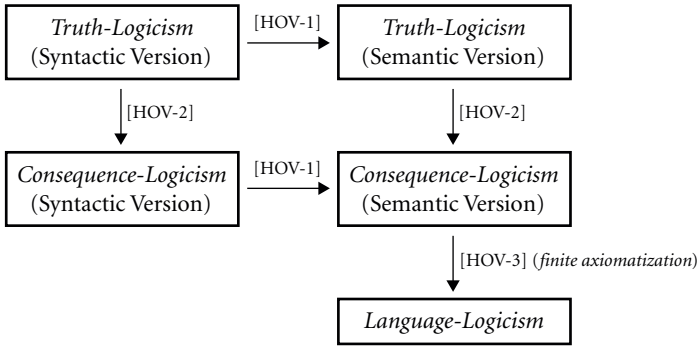 Truth-Logicism
(Syntactic Version)
[HOV-1]
Truth-Logicism
(Semantic Version)
[HOV-2]
[HOV-2]
Consequence-Logicism
(Syntactic Version)
[HOV-1]
Consequence-Logicism
(Semantic Version)
[HOV-3] (finite axiomatization)
Language-Logicism